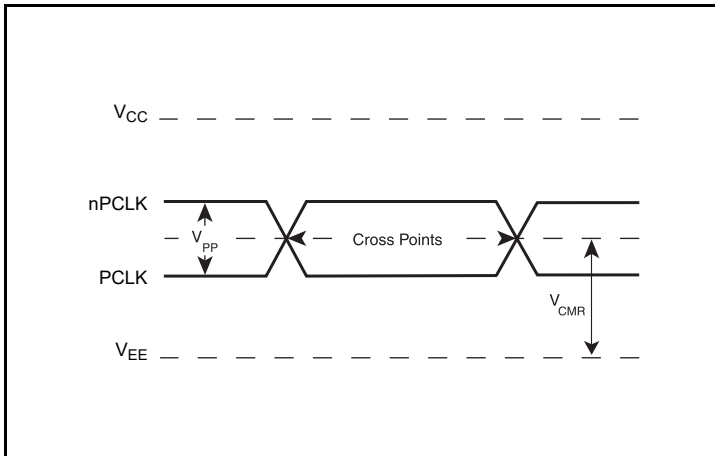 VCC
nPCLK
VPP
Cross Points
PCLK
VCMR
VEE